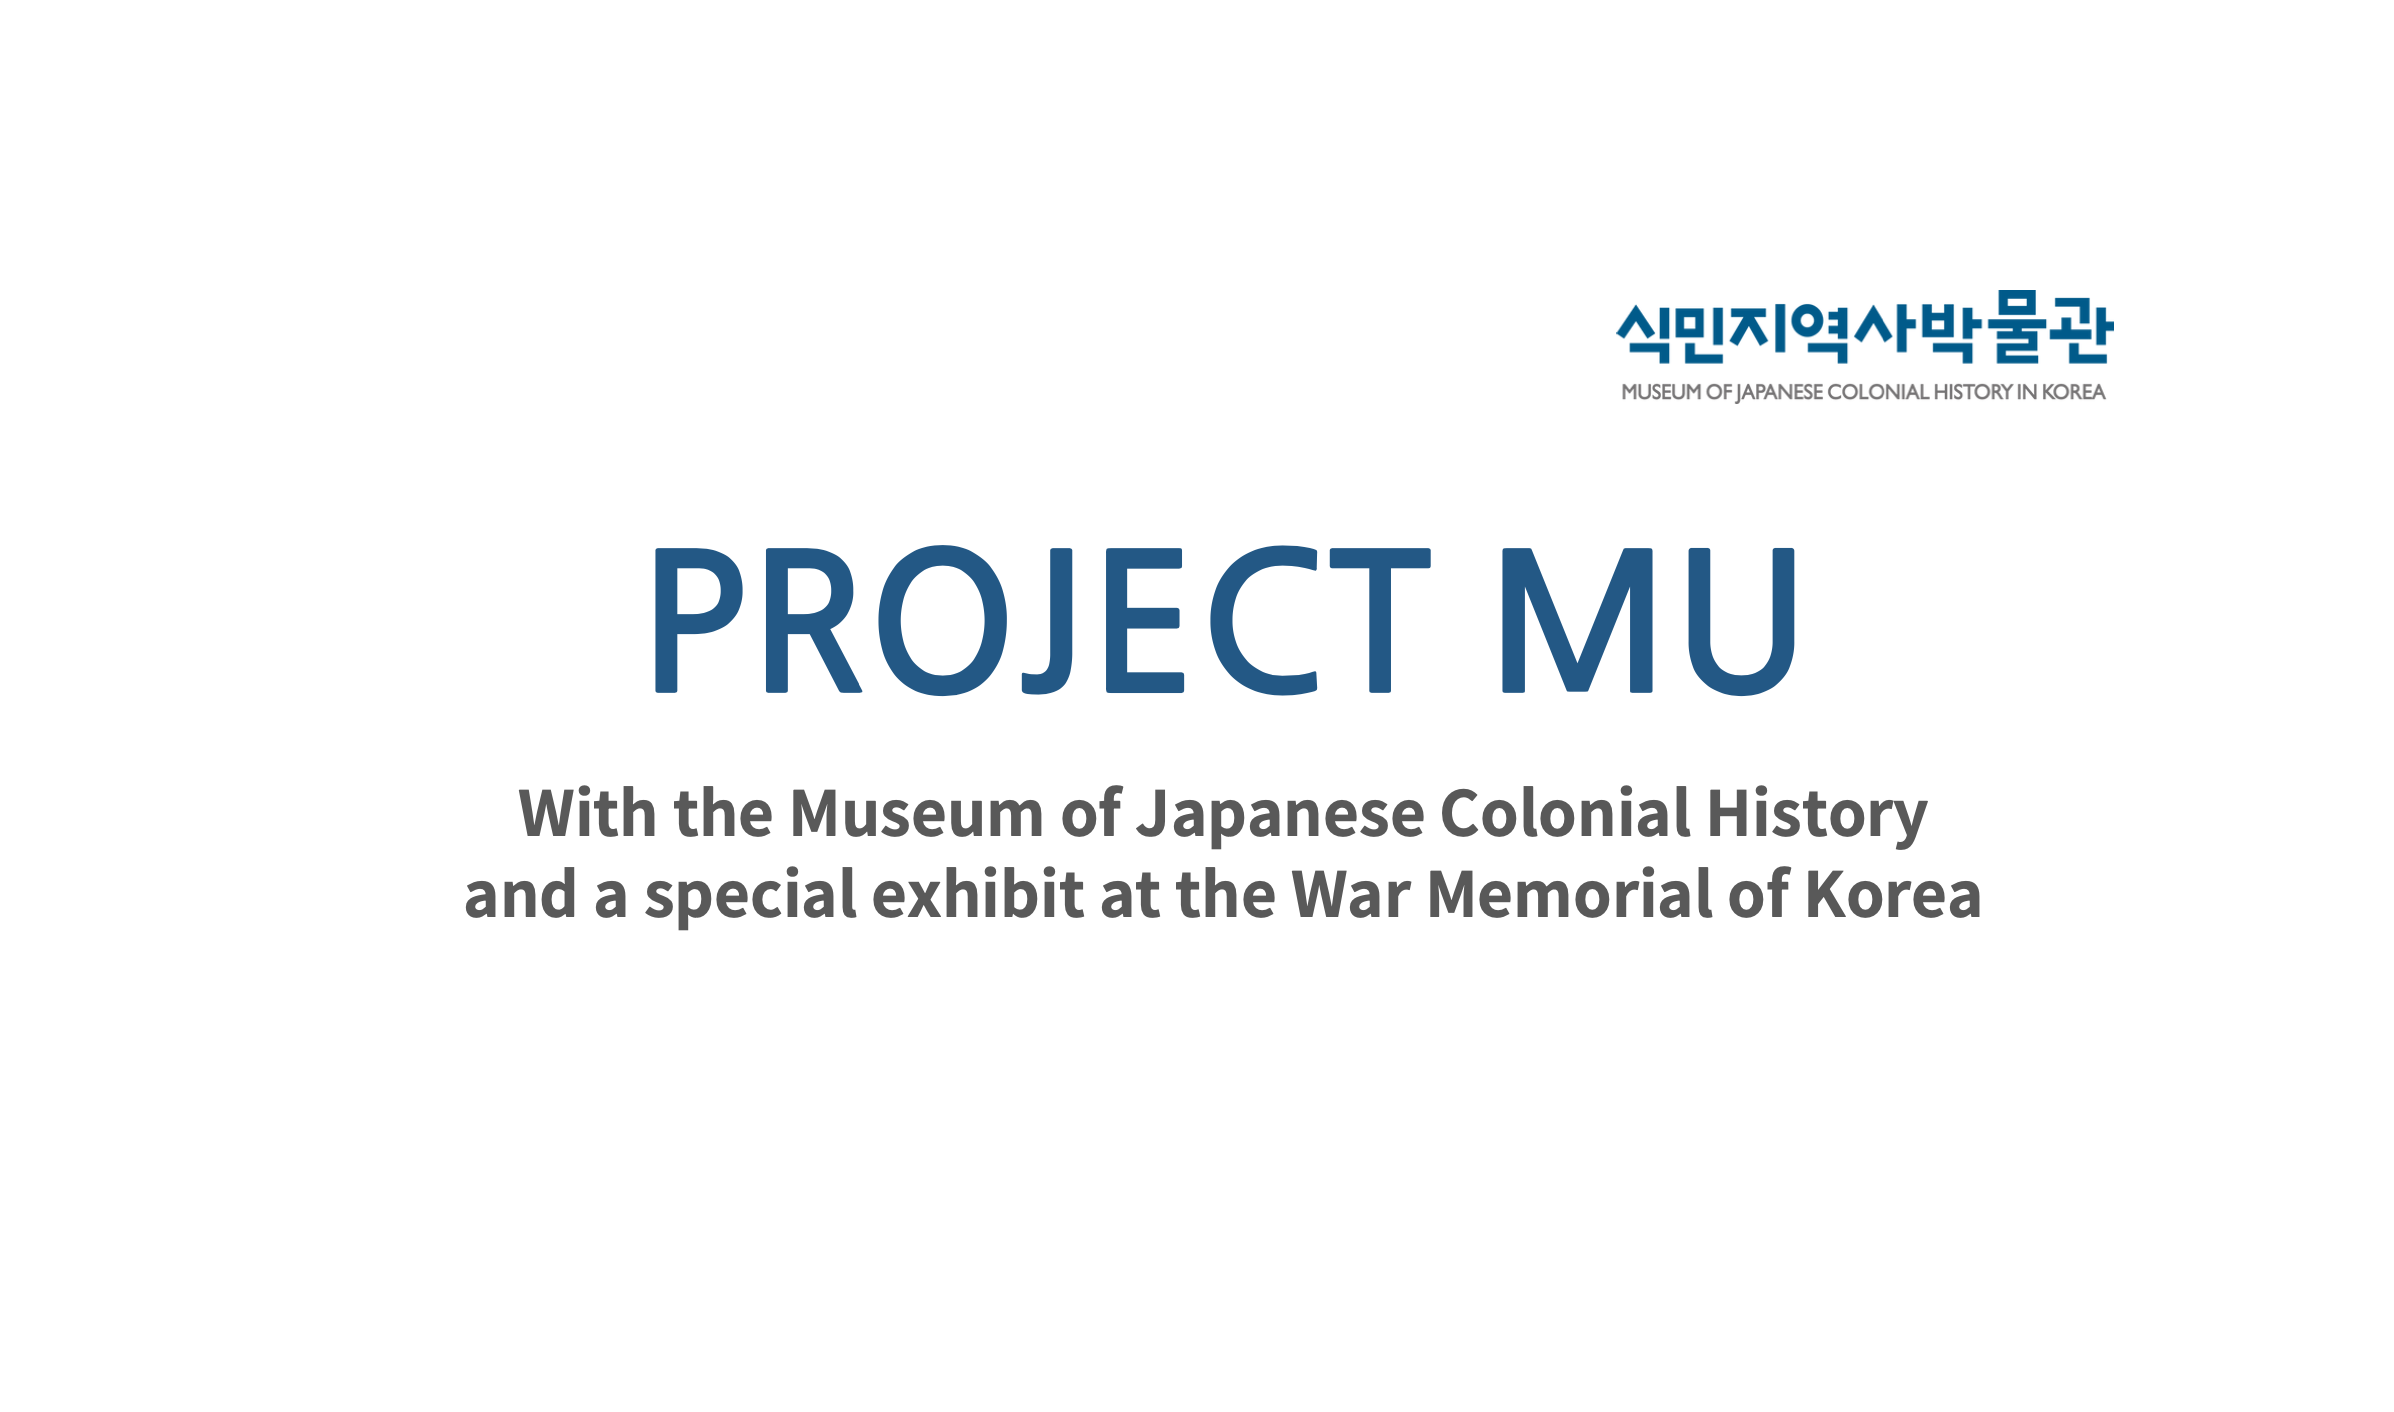 식민지역사박물관
MUSEUM OF JAPANESE COLONIAL HISTORY IN KOREA
PROJECT MU
With the Museum of Japanese Colonial History
and a special exhibit at the War Memorial of Korea